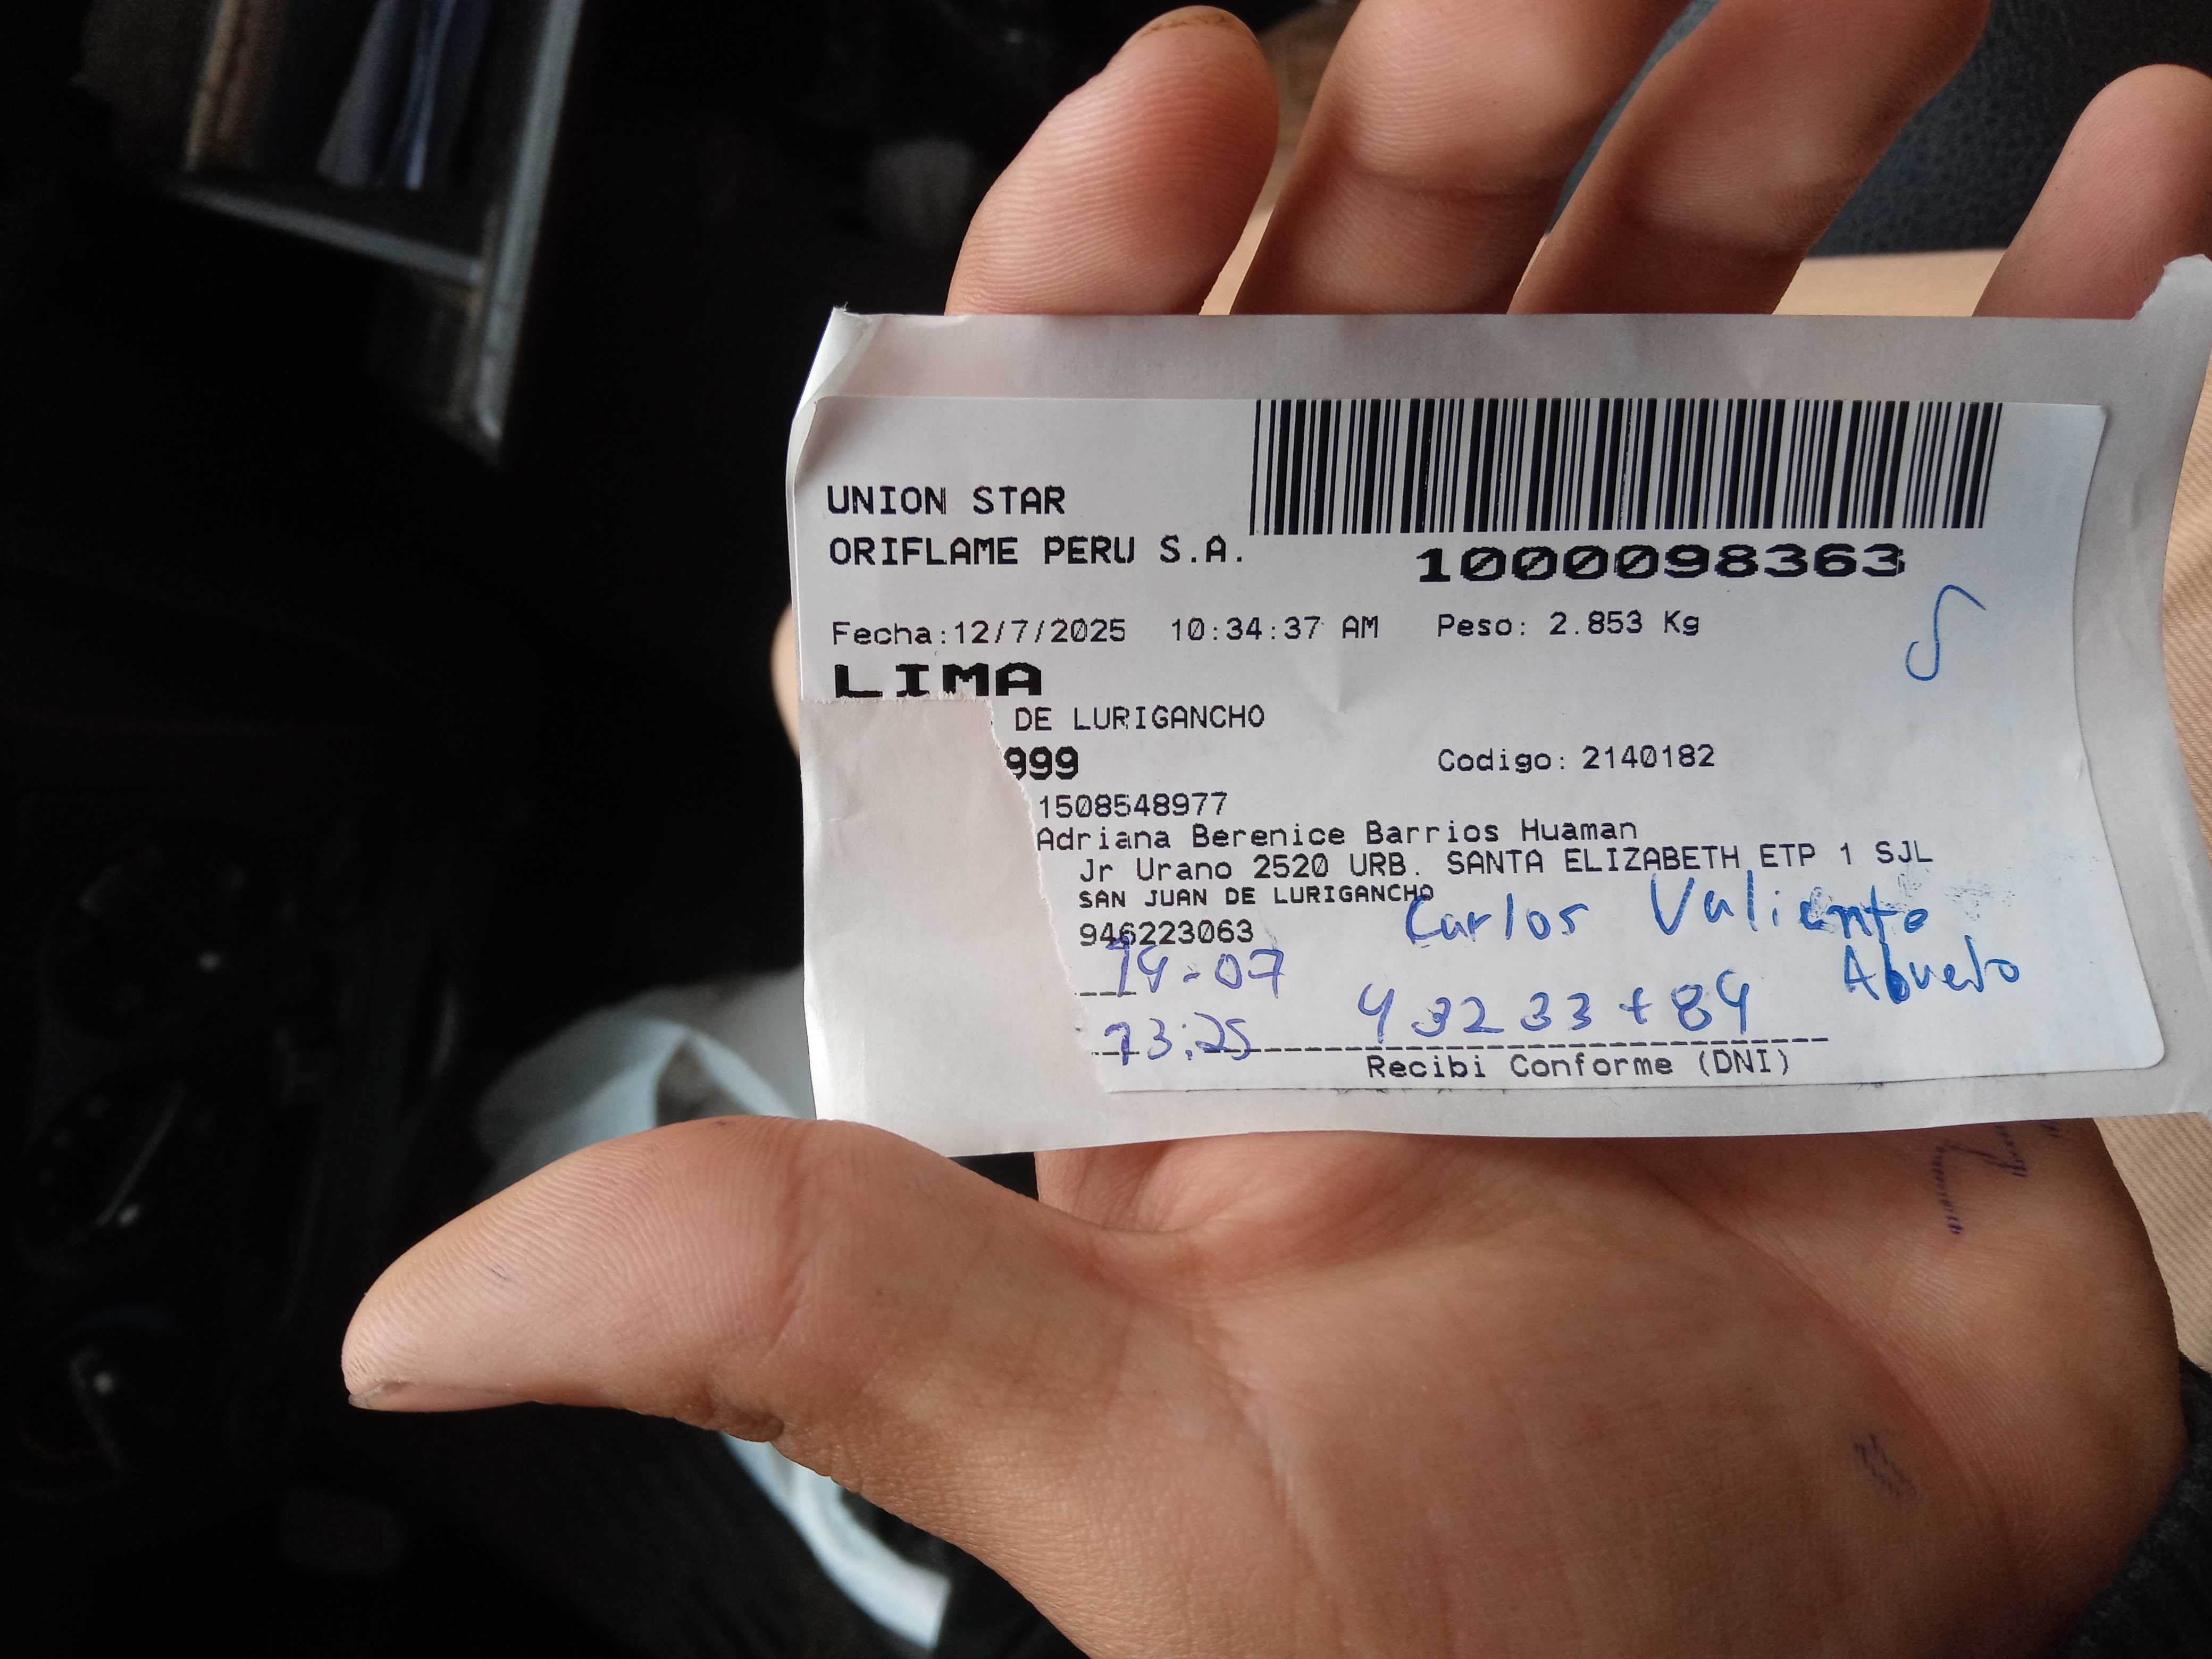 UNION STAR
ORIFLAME PERU S.A.
1000098363
Fecha:12/7/2025 10:34:37 AM Peso: 2.853 Kg
LIMA
DE LURIGANCHO
999 Codigo: 2140182
1508548977
Adriana Berenice Barrios Huaman
Jr Urano 2520 URB. SANTA ELIZABETH ETP 1 SJL
SAN JUAN DE LURIGANCHO
Carlos Valiente
946223063
14-07 Abuelo
13:25
Recibi Conforme (DNI)